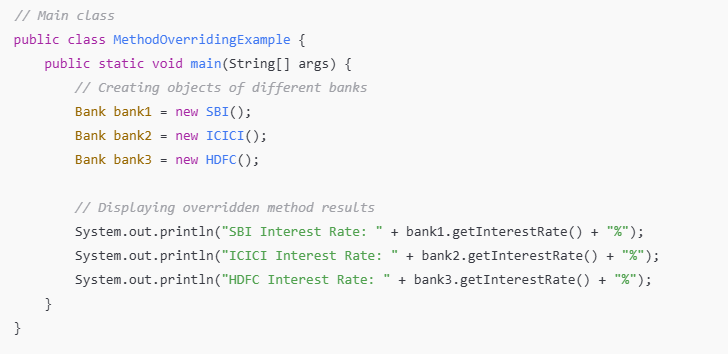 // Main class
public class MethodOverridingExample {
    public static void main(String[] args) {
        // Creating objects of different banks
        Bank bank1 = new SBI();
        Bank bank2 = new ICICI();
        Bank bank3 = new HDFC();

        // Displaying overridden method results
        System.out.println("SBI Interest Rate: " + bank1.getInterestRate() + "%");
        System.out.println("ICICI Interest Rate: " + bank2.getInterestRate() + "%");
        System.out.println("HDFC Interest Rate: " + bank3.getInterestRate() + "%");
    }
}